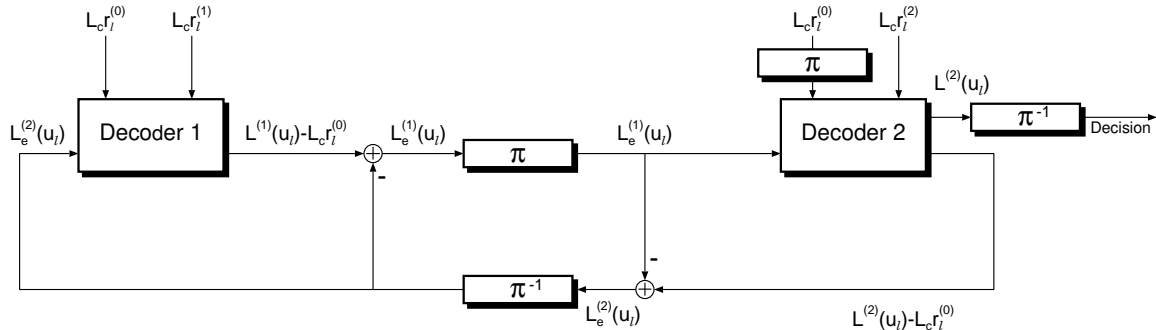 L_c r_l^(0)
L_c r_l^(1)
L_c r_l^(0)
L_c r_l^(2)
π
L^(2)(u_l)
L_e^(2)(u_l)
Decoder 1
L^(1)(u_l)-L_c r_l^(0)
L_e^(1)(u_l)
L_e^(1)(u_l)
Decoder 2
π^-1
Decision
+
π
-
-
π^-1
+
L_e^(2)(u_l)
L^(2)(u_l)-L_c r_l^(0)